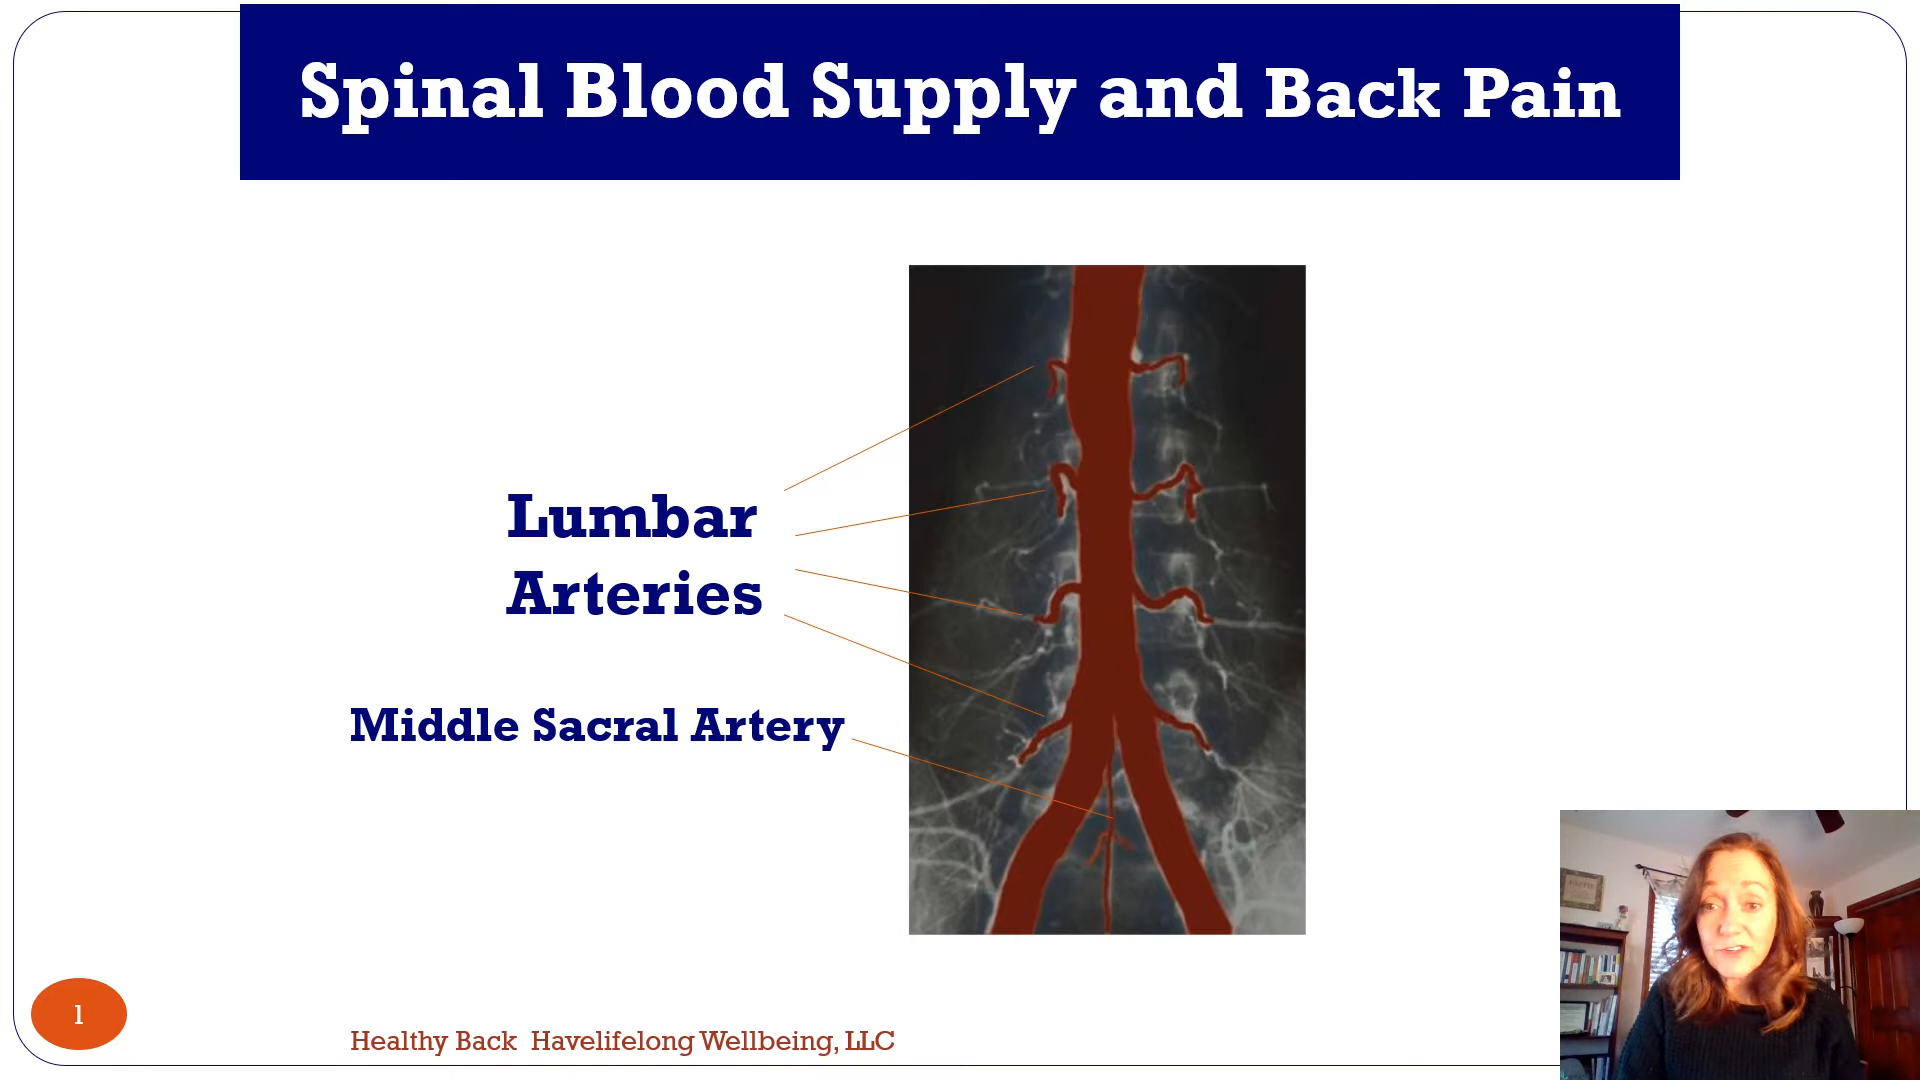 Spinal Blood Supply and Back Pain
Lumbar
Arteries
Middle Sacral Artery
1
Healthy Back  Havelifelong Wellbeing, LLC